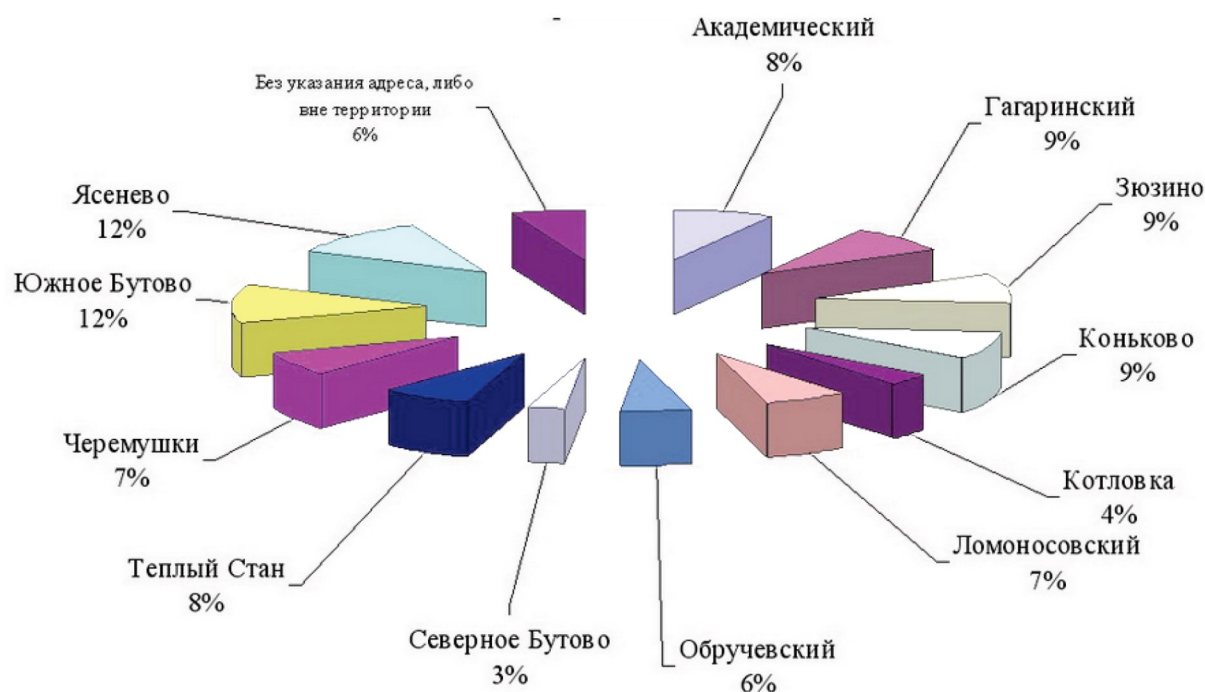 -
Академический
8%
Гагаринский
9%
Зюзино
9%
Коньково
9%
Котловка
4%
Ломоносовский
7%
Обручевский
6%
Северное Бутово
3%
Теплый Стан
8%
Черемушки
7%
Южное Бутово
12%
Ясенево
12%
Без указания адреса, либо
вне территории
6%